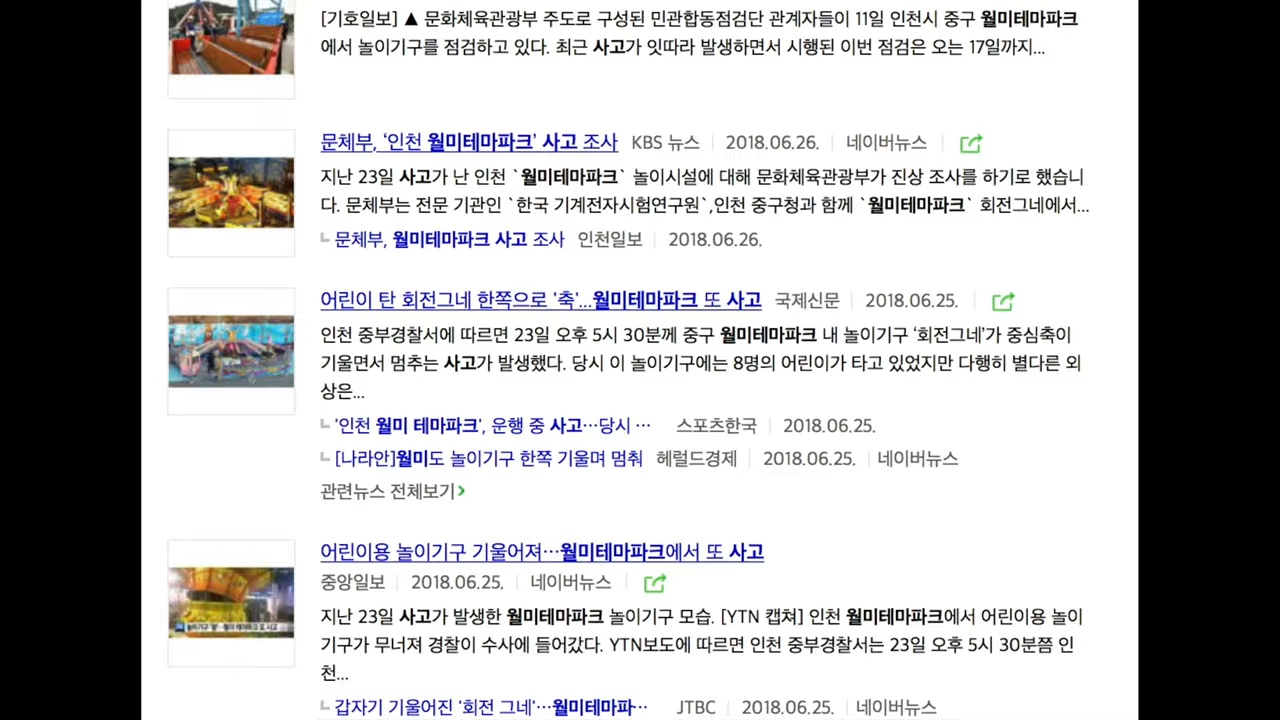 [기호일보] ▲ 문화체육관광부 주도로 구성된 민관합동점검단 관계자들이 11일 인천시 중구 월미테마파크
에서 놀이기구를 점검하고 있다. 최근 사고가 잇따라 발생하면서 시행된 이번 점검은 오는 17일까지...
문체부, ‘인천 월미테마파크’ 사고 조사 KBS 뉴스 2018.06.26. 네이버뉴스
지난 23일 사고가 난 인천 `월미테마파크` 놀이시설에 대해 문화체육관광부가 진상 조사를 하기로 했습니
다. 문체부는 전문 기관인 `한국 기계전자시험연구원`,인천 중구청과 함께 `월미테마파크` 회전그네에서...
문체부, 월미테마파크 사고 조사 인천일보 2018.06.26.
어린이 탄 회전그네 한쪽으로 '축'...월미테마파크 또 사고 국제신문 2018.06.25.
인천 중부경찰서에 따르면 23일 오후 5시 30분께 중구 월미테마파크 내 놀이기구 ‘회전그네’가 중심축이
기울면서 멈추는 사고가 발생했다. 당시 이 놀이기구에는 8명의 어린이가 타고 있었지만 다행히 별다른 외
상은...
'인천 월미 테마파크', 운행 중 사고…당시 … 스포츠한국 2018.06.25.
[나라안]월미도 놀이기구 한쪽 기울며 멈춰 헤럴드경제 2018.06.25. 네이버뉴스
관련뉴스 전체보기
어린이용 놀이기구 기울어져…월미테마파크에서 또 사고
중앙일보 2018.06.25. 네이버뉴스
지난 23일 사고가 발생한 월미테마파크 놀이기구 모습. [YTN 캡쳐] 인천 월미테마파크에서 어린이용 놀이
기구가 무너져 경찰이 수사에 들어갔다. YTN보도에 따르면 인천 중부경찰서는 23일 오후 5시 30분쯤 인
천...
갑자기 기울어진 '회전 그네'…월미테마파… JTBC 2018.06.25. 네이버뉴스